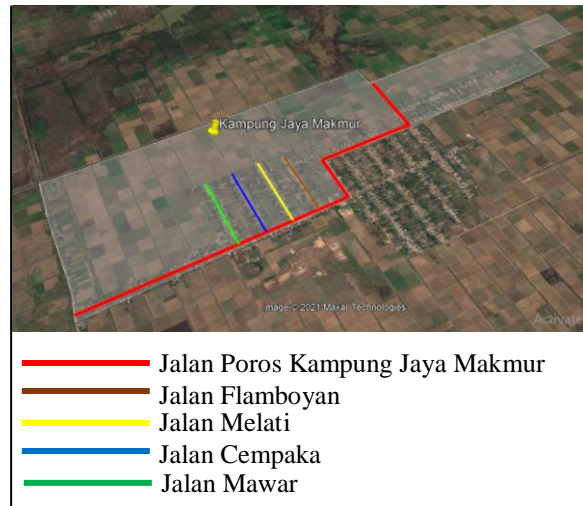 Kampung Jaya Makmur
Image © 2021 Maxar Technologies
Activate
Jalan Poros Kampung Jaya Makmur
Jalan Flamboyan
Jalan Melati
Jalan Cempaka
Jalan Mawar